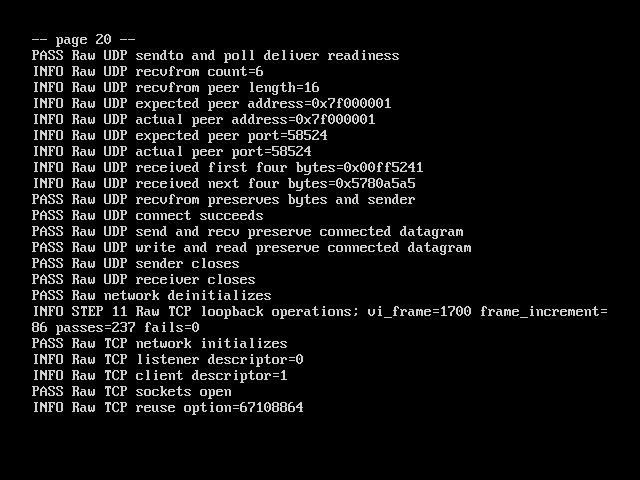 -- page 20 --
PASS Raw UDP sendto and poll deliver readiness
INFO Raw UDP recvfrom count=6
INFO Raw UDP recvfrom peer length=16
INFO Raw UDP expected peer address=0x7f000001
INFO Raw UDP actual peer address=0x7f000001
INFO Raw UDP expected peer port=58524
INFO Raw UDP actual peer port=58524
INFO Raw UDP received first four bytes=0x00ff5241
INFO Raw UDP received next four bytes=0x5780a5a5
PASS Raw UDP recvfrom preserves bytes and sender
PASS Raw UDP connect succeeds
PASS Raw UDP send and recv preserve connected datagram
PASS Raw UDP write and read preserve connected datagram
PASS Raw UDP sender closes
PASS Raw UDP receiver closes
PASS Raw network deinitializes
INFO STEP 11 Raw TCP loopback operations; vi_frame=1700 frame_increment=
86 passes=237 fails=0
PASS Raw TCP network initializes
INFO Raw TCP listener descriptor=0
INFO Raw TCP client descriptor=1
PASS Raw TCP sockets open
INFO Raw TCP reuse option=67108864